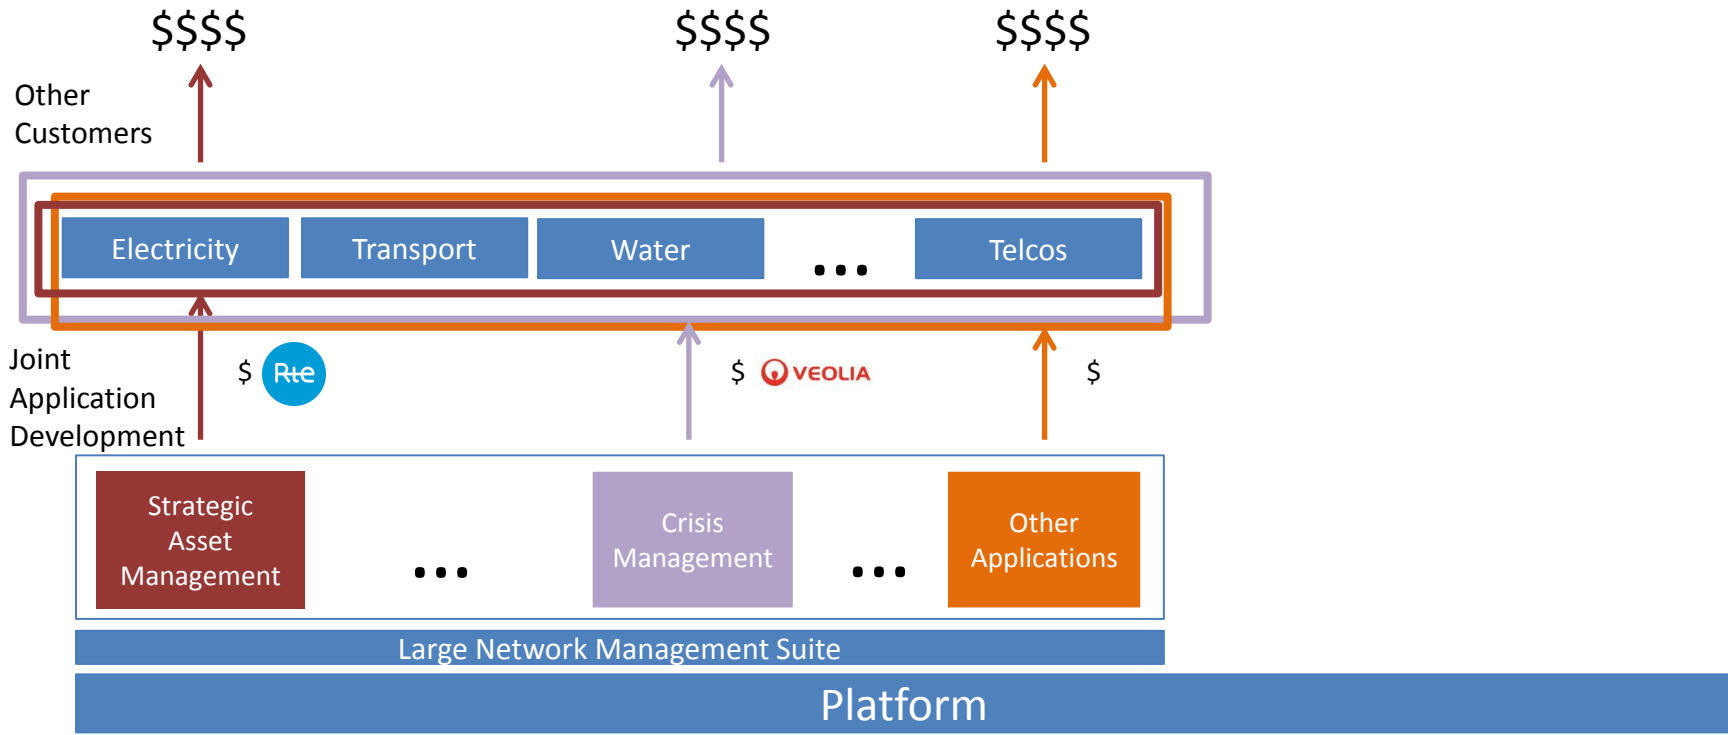 $$$$ $$$$ $$$$
Other
Customers
Electricity Transport Water ... Telcos
Joint
Application
Development
$ Rte $ VEOLIA $
Strategic
Asset
Management
...
Crisis
Management
...
Other
Applications
Large Network Management Suite
Platform